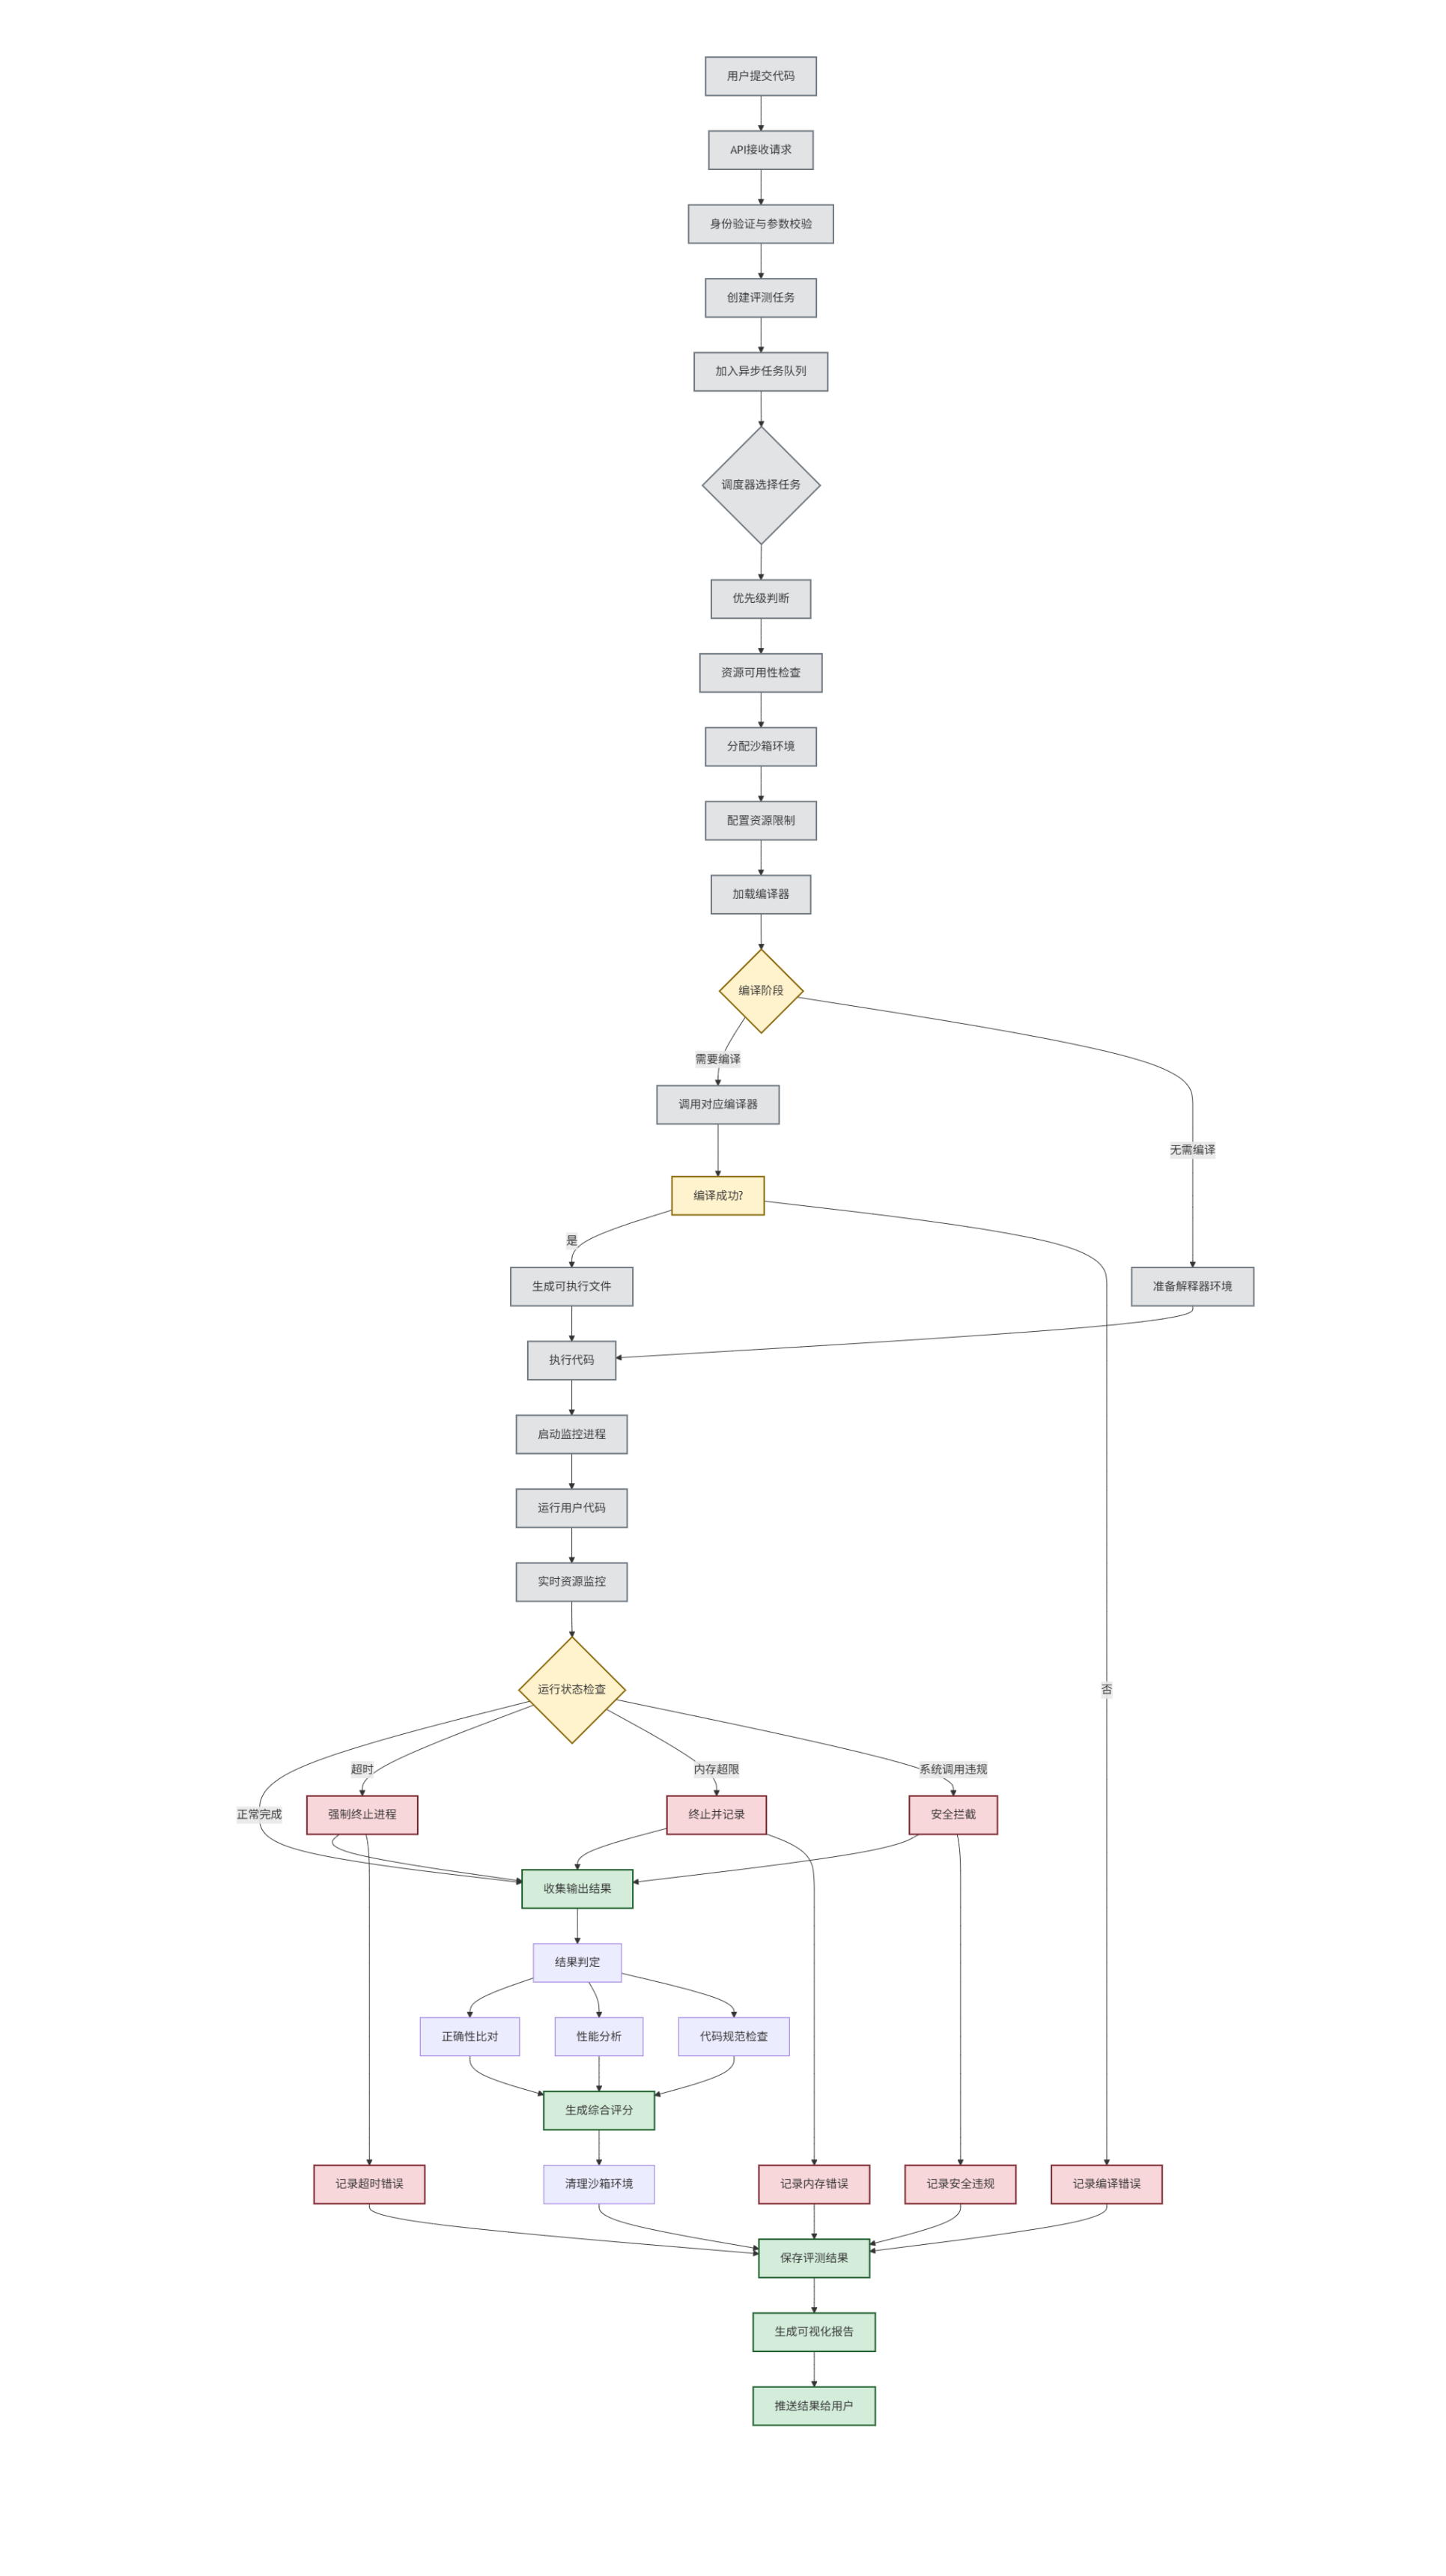 用户提交代码
API接收请求
身份验证与参数校验
创建评测任务
加入异步任务队列
调度器选择任务
优先级判断
资源可用性检查
分配沙箱环境
配置资源限制
加载编译器
编译阶段
需要编译
调用对应编译器
无需编译
编译成功?
是
生成可执行文件
准备解释器环境
执行代码
启动监控进程
运行用户代码
实时资源监控
运行状态检查
否
超时
内存超限
系统调用违规
正常完成
强制终止进程
终止并记录
安全拦截
收集输出结果
结果判定
正确性比对
性能分析
代码规范检查
生成综合评分
记录超时错误
清理沙箱环境
记录内存错误
记录安全违规
记录编译错误
保存评测结果
生成可视化报告
推送结果给用户